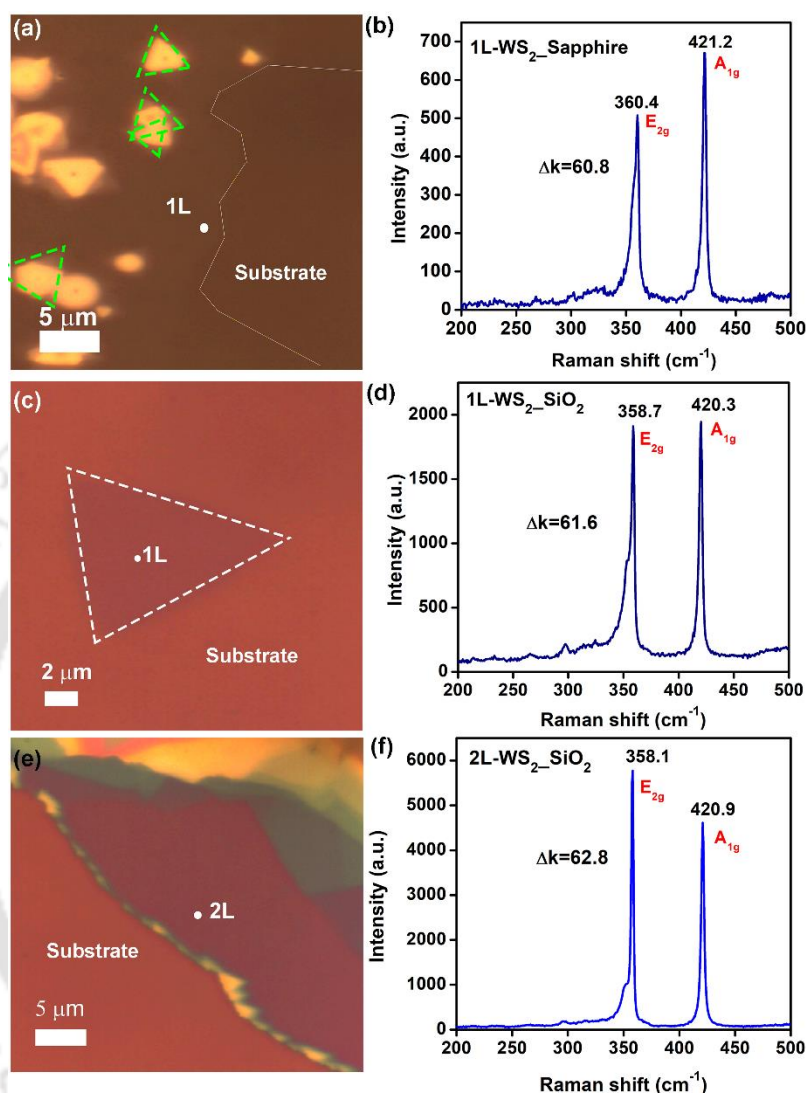 (a)
1L
Substrate
5 μm
(b)
1L-WS₂_Sapphire
421.2
A₁g
360.4
E₂g
Δk=60.8
Intensity (a.u.)
700
600
500
400
300
200
100
0
200 250 300 350 400 450 500
Raman shift (cm⁻¹)
(c)
1L
Substrate
2 μm
(d)
1L-WS₂_SiO₂
358.7
420.3
E₂g
A₁g
Δk=61.6
Intensity (a.u.)
2000
1500
1000
500
0
200 250 300 350 400 450 500
Raman shift (cm⁻¹)
(e)
2L
Substrate
5 μm
(f)
2L-WS₂_SiO₂
358.1
E₂g
420.9
A₁g
Δk=62.8
Intensity (a.u.)
6000
5000
4000
3000
2000
1000
0
200 250 300 350 400 450 500
Raman shift (cm⁻¹)